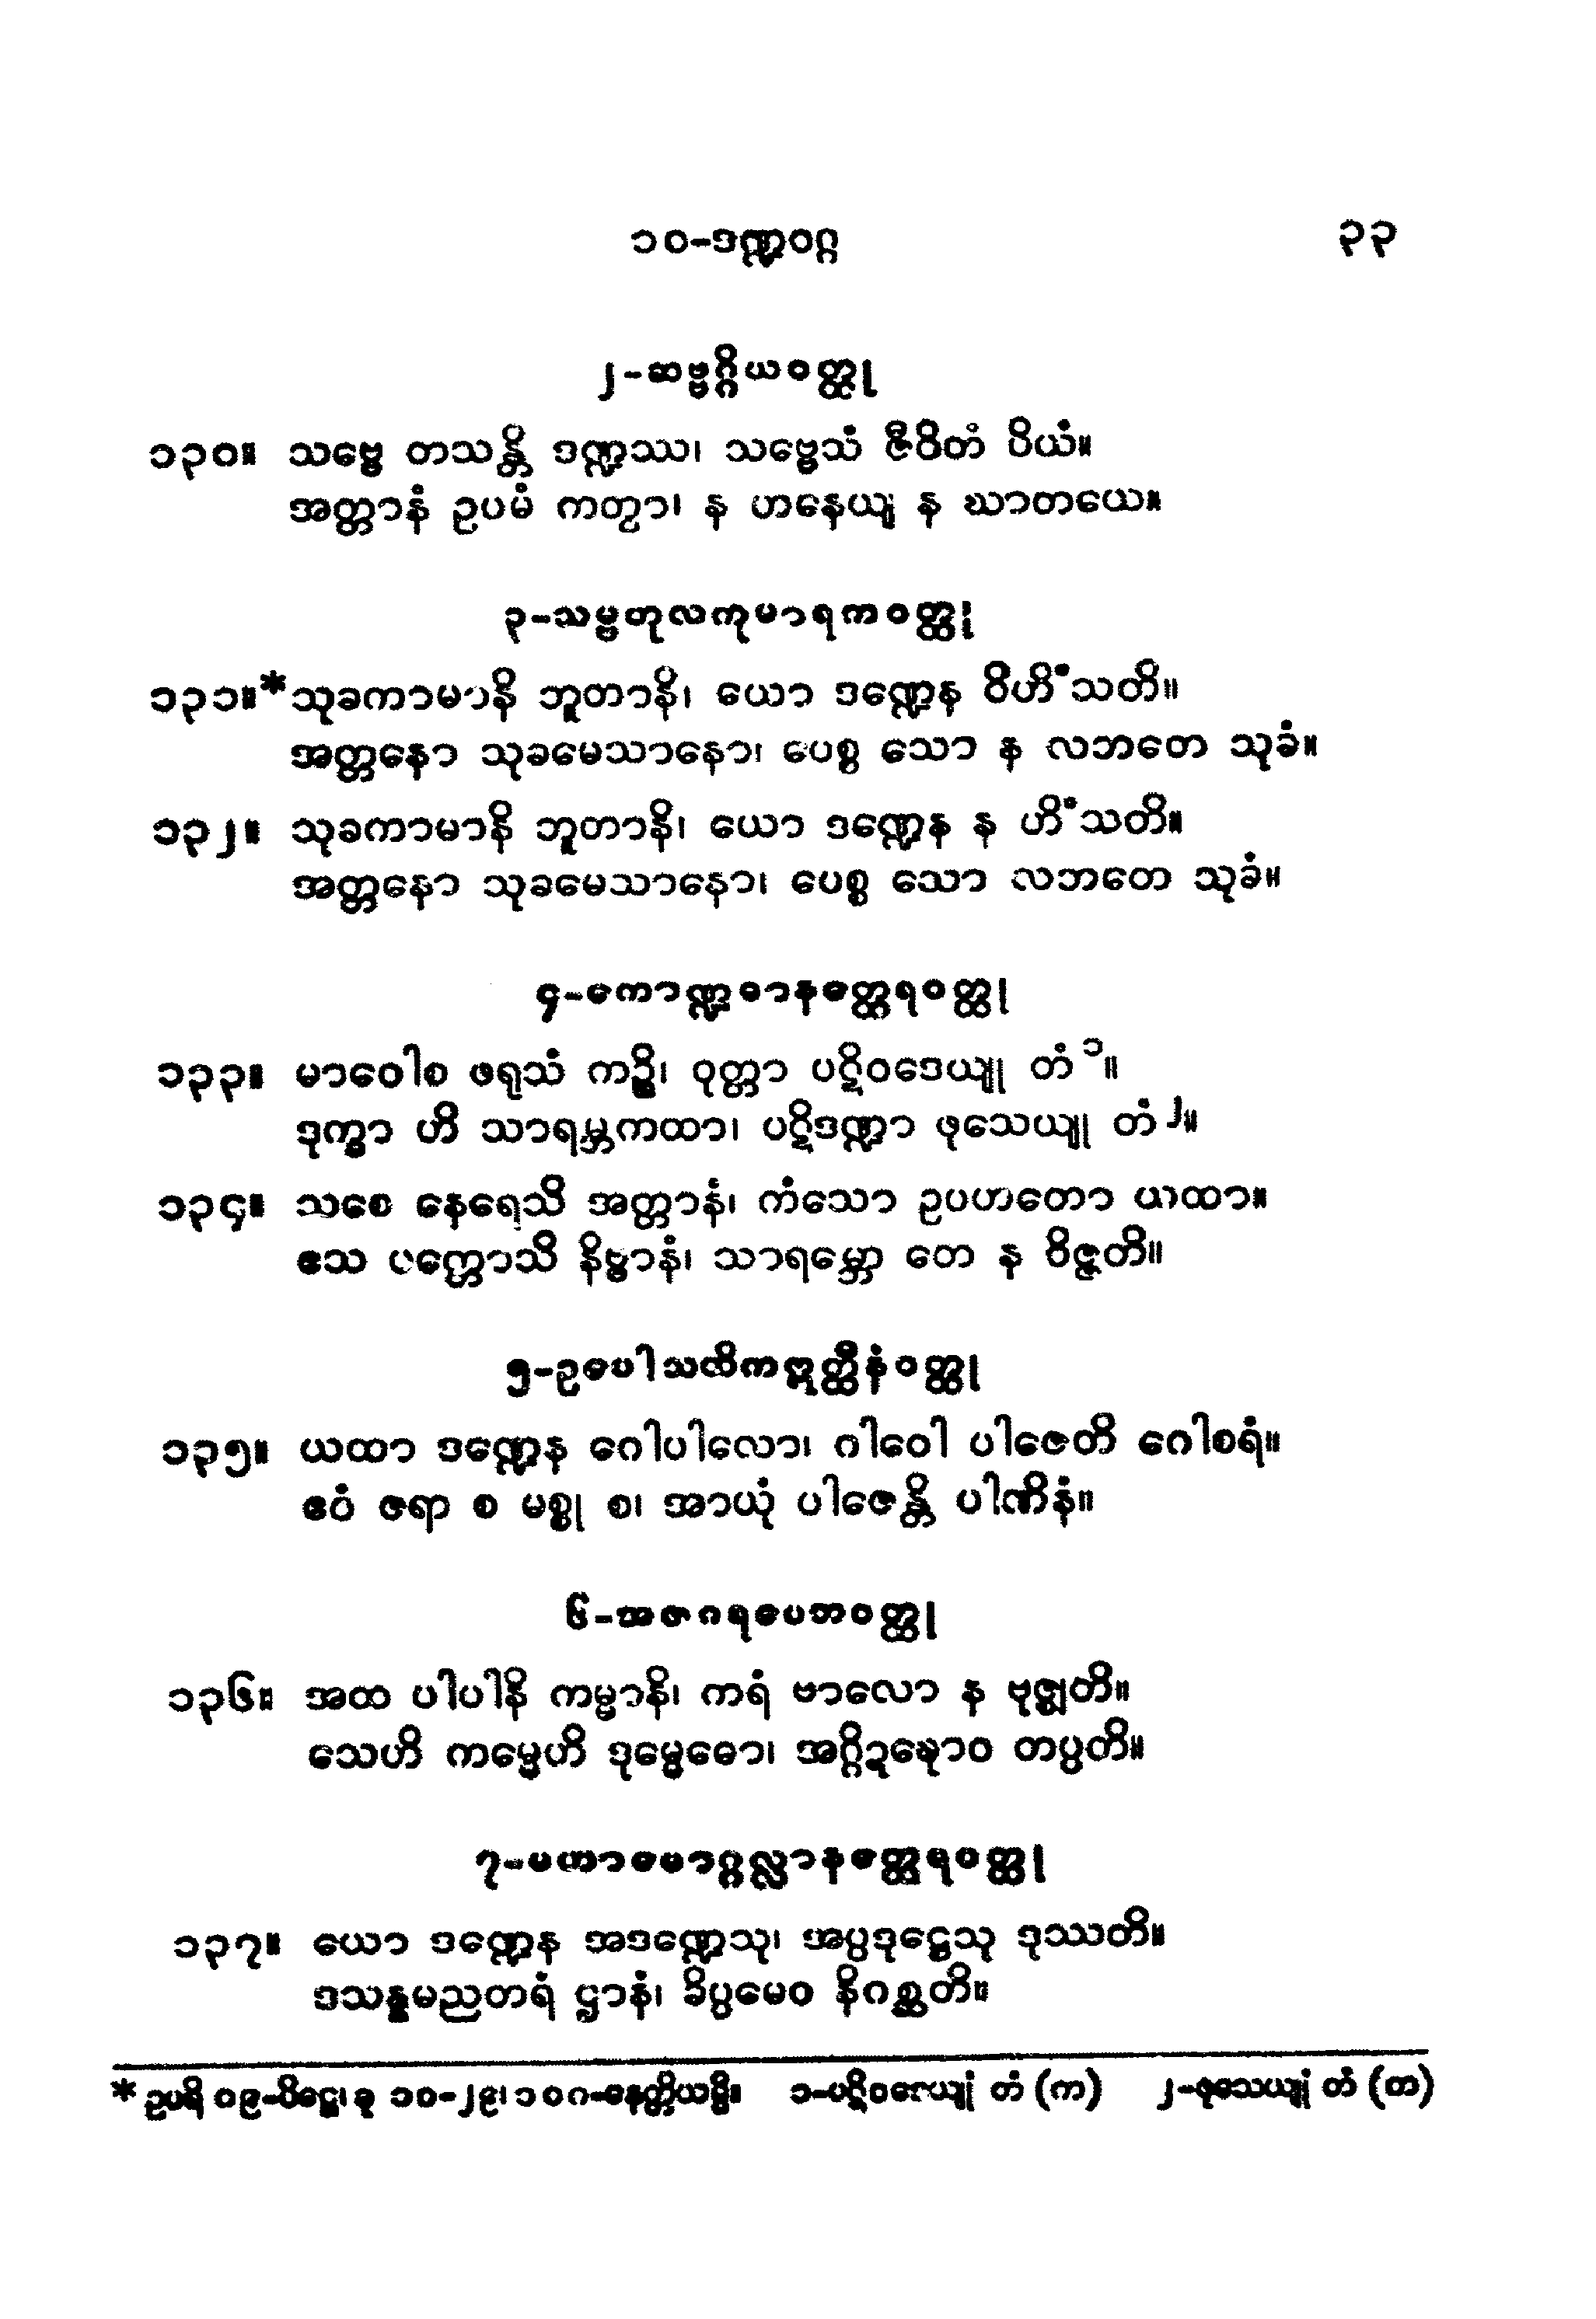 ၁၀-ဒဏ္ဍဝဂ္ဂ ၃၃
၂-ဆဗ္ဗဂ္ဂိယဝတ္ထု
၁၃၀။ သဗ္ဗေ တသန္တိ ဒဏ္ဍဿ၊ သဗ္ဗေသံ ဇီဝိတံ ပိယံ။
အတ္တာနံ ဥပမံ ကတွာ၊ န ဟနေယျ န ဃာတယေ။
၃-သမ္ဗဟုလကုမာရကဝတ္ထု
၁၃၁။*သုခကာမာနိ ဘူတာနိ၊ ယော ဒဏ္ဍေန ဝိဟိံသတိ။
အတ္တနော သုခမေသာနော၊ ပေစ္စ သော န လဘတေ သုခံ။
၁၃၂။ သုခကာမာနိ ဘူတာနိ၊ ယော ဒဏ္ဍေန န ဟိံသတိ။
အတ္တနော သုခမေသာနော၊ ပေစ္စ သော လဘတေ သုခံ။
၄-ကောဏ္ဍဓာနတ္ထေရဝတ္ထု
၁၃၃။ မာဝေါစ ဖရုသံ ကဉ္စိ၊ ဝုတ္တာ ပဋိဝဒေယျု တံ ၁။
ဒုက္ခာ ဟိ သာရမ္ဘကထာ၊ ပဋိဒဏ္ဍာ ဖုသေယျု တံ ၂။
၁၃၄။ သစေ နေရေသိ အတ္တာနံ၊ ကံသော ဥပဟတော ယထာ။
ဧသ ပတ္တောသိ နိဗ္ဗာနံ၊ သာရမ္ဘော တေ န ဝိဇ္ဇတိ။
၅-ဥပေါသထိကဣတ္ထီနံဝတ္ထု
၁၃၅။ ယထာ ဒဏ္ဍေန ဂေါပါလော၊ ဂါဝေါ ပါဇေတိ ဂေါစရံ။
ဧဝံ ဇရာ စ မစ္စု စ၊ အာယုံ ပါဇေန္တိ ပါဏိနံ။
၆-အဇဂရပေတဝတ္ထု
၁၃၆။ အထ ပါပါနိ ကမ္မာနိ၊ ကရံ ဗာလော န ဗုဇ္ဈတိ။
သေဟိ ကမ္မေဟိ ဒုမ္မေဓော၊ အဂ္ဂိဍဎောဝ တပ္ပတိ။
၇-မဟာမောဂ္ဂလ္လာနတ္ထေရဝတ္ထု
၁၃၇။ ယော ဒဏ္ဍေန အဒဏ္ဍေသု၊ အပ္ပဒုဋ္ဌေသု ဒုဿတိ။
ဒသန္နမညတရံ ဌာနံ၊ ခိပ္ပမေဝ နိဂစ္ဆတိ။
* ဥပရိ ၀၉-ပိဋ္ဌေ၊ ခု ၁၀-၂၉၊ ၁၀၈-နေတ္တိယမ္ပိ။ ၁-ပဋိဝဒေယျုံ တံ (က) ၂-ဖုသေယျုံ တံ (က)